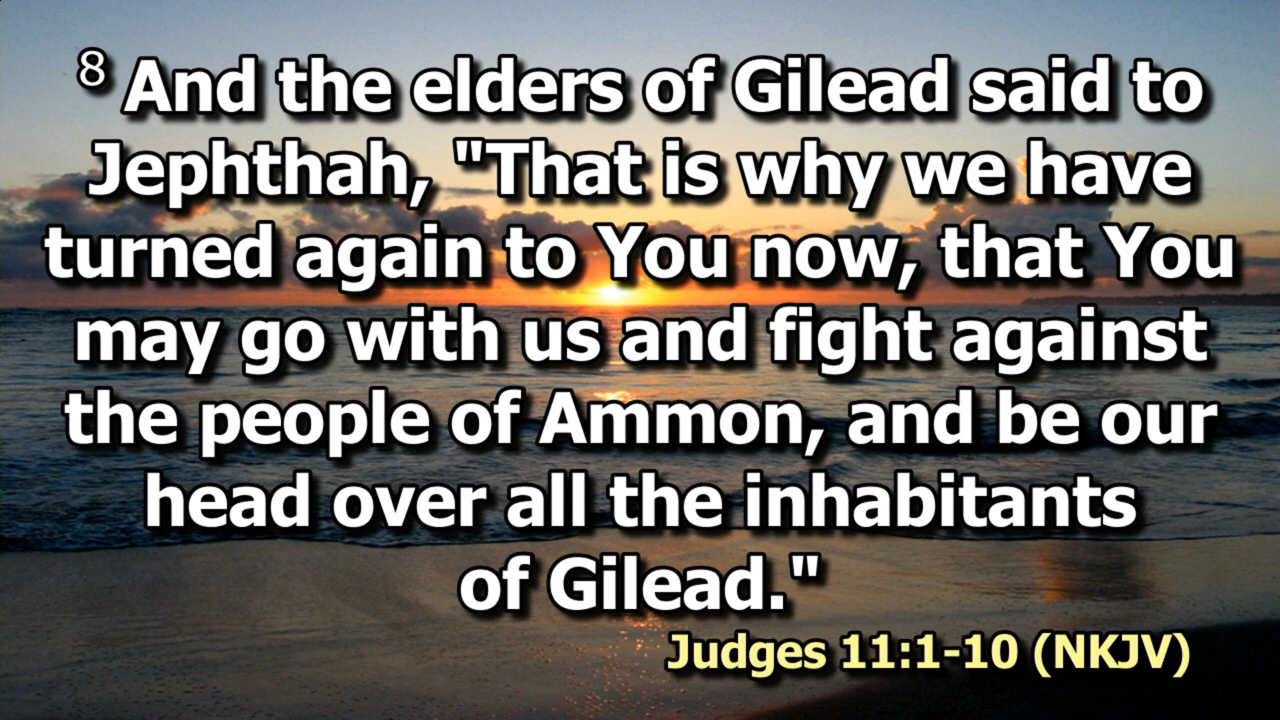 8 And the elders of Gilead said to
Jephthah, "That is why we have
turned again to You now, that You
may go with us and fight against
the people of Ammon, and be our
head over all the inhabitants
of Gilead."
Judges 11:1-10 (NKJV)